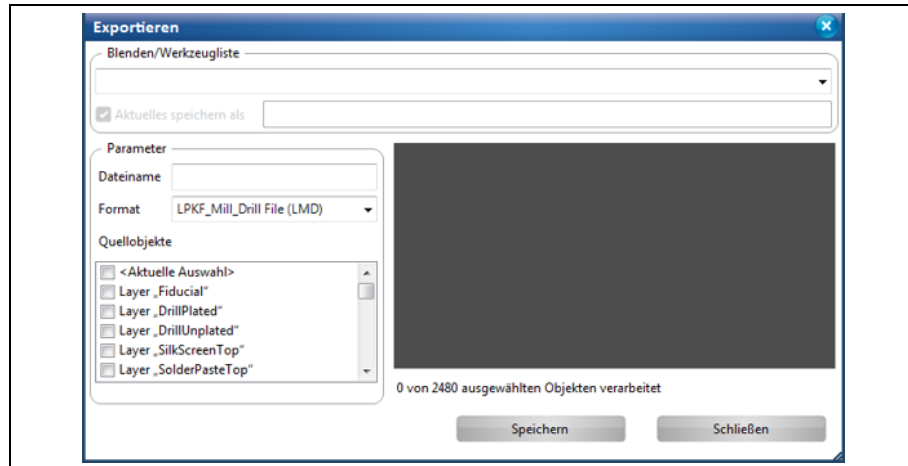 Exportieren
Blenden/Werkzeugliste
Aktuelles speichern als
Parameter
Dateiname
Format LPKF_Mill_Drill File (LMD)
Quellobjekte
<Aktuelle Auswahl>
Layer „Fiducial"
Layer „DrillPlated"
Layer „DrillUnplated"
Layer „SilkScreenTop"
Layer „SolderPasteTop"
0 von 2480 ausgewählten Objekten verarbeitet
Speichern Schließen